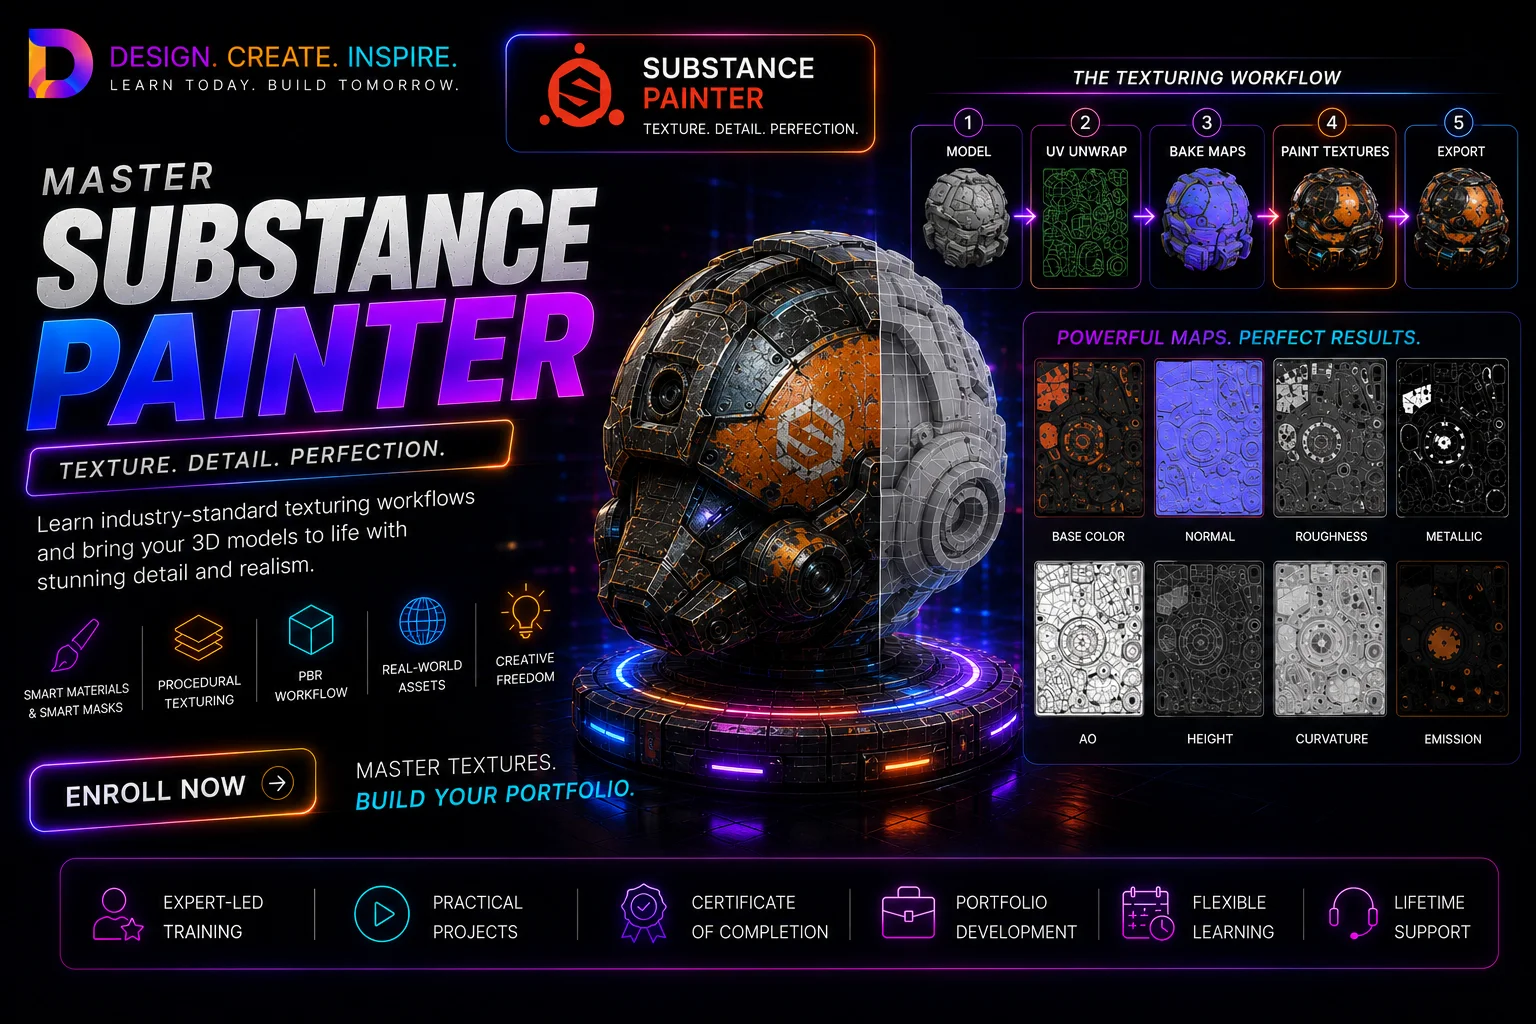 DESIGN. CREATE. INSPIRE.
LEARN TODAY. BUILD TOMORROW.
SUBSTANCE
PAINTER
TEXTURE. DETAIL. PERFECTION.
MASTER
SUBSTANCE
PAINTER
TEXTURE. DETAIL. PERFECTION.
Learn industry-standard texturing workflows
and bring your 3D models to life with
stunning detail and realism.
SMART MATERIALS
& SMART MASKS
PROCEDURAL
TEXTURING
PBR
WORKFLOW
REAL-WORLD
ASSETS
CREATIVE
FREEDOM
ENROLL NOW
MASTER TEXTURES.
BUILD YOUR PORTFOLIO.
THE TEXTURING WORKFLOW
1
MODEL
2
UV UNWRAP
3
BAKE MAPS
4
PAINT TEXTURES
5
EXPORT
POWERFUL MAPS. PERFECT RESULTS.
BASE COLOR
NORMAL
ROUGHNESS
METALLIC
AO
HEIGHT
CURVATURE
EMISSION
EXPERT-LED
TRAINING
PRACTICAL
PROJECTS
CERTIFICATE
OF COMPLETION
PORTFOLIO
DEVELOPMENT
FLEXIBLE
LEARNING
LIFETIME
SUPPORT